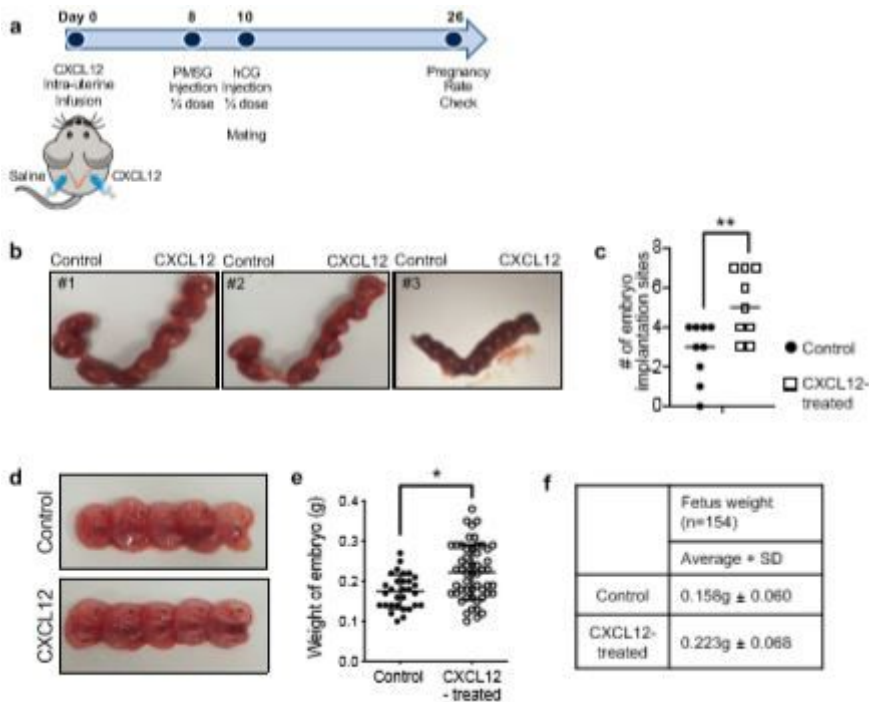 a
Day 0 8 10 26
CXCL12
Intra-uterine
Infusion
PMSG
Injection
¼ dose
hCG
Injection
¼ dose
Mating
Pregnancy
Rate
Check
Saline CXCL12
b
Control CXCL12 Control CXCL12 Control CXCL12
#1 #2 #3
c
**
# of embryo
implantation sites
8
6
4
2
0
Control
CXCL12-
treated
d
Control
CXCL12
e
*
Weight of embryo (g)
0.4
0.3
0.2
0.1
0.0
Control
CXCL12
- treated
f
Fetus weight
(n=154)
Average + SD
Control 0.158g ± 0.060
CXCL12-
treated 0.223g ± 0.068